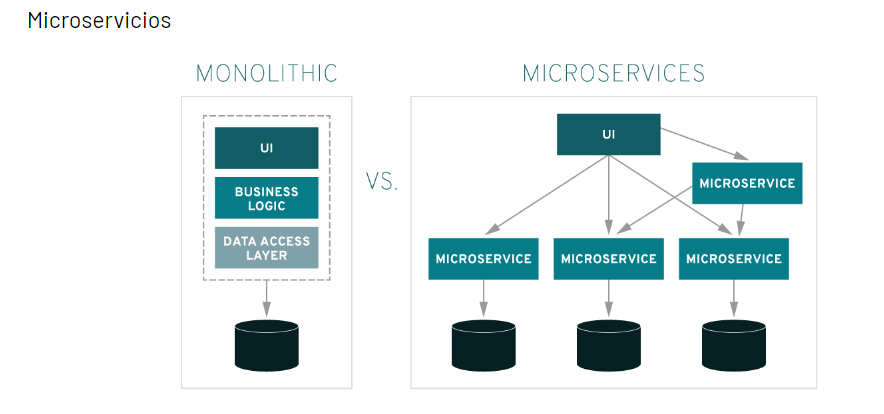 Microservicios
MONOLITHIC
UI
BUSINESS
LOGIC
DATA ACCESS
LAYER
VS.
MICROSERVICES
UI
MICROSERVICE
MICROSERVICE
MICROSERVICE
MICROSERVICE